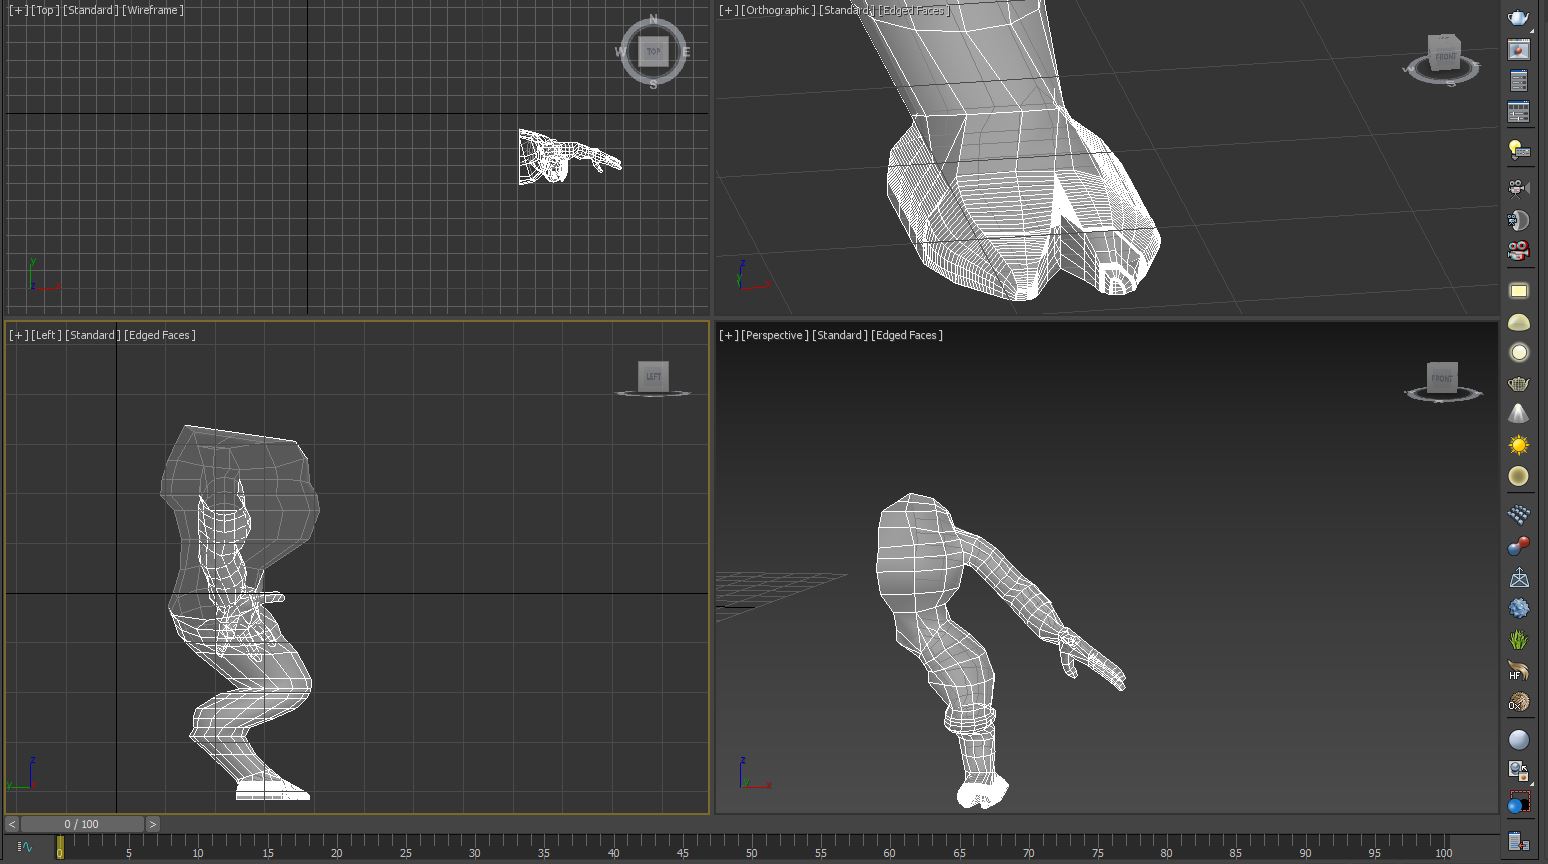 [+] [Top] [Standard] [Wireframe]
N
W TOP E
S
[+] [Orthographic] [Standard] [Edged Faces]
FRONT
W E
S
y
z x
z
y
x
[+] [Left] [Standard] [Edged Faces]
LEFT
z
y x
[+] [Perspective] [Standard] [Edged Faces]
FRONT
z
y x
HF
Ox
< 0 / 100 >
0 5 10 15 20 25 30 35 40 45 50 55 60 65 70 75 80 85 90 95 100